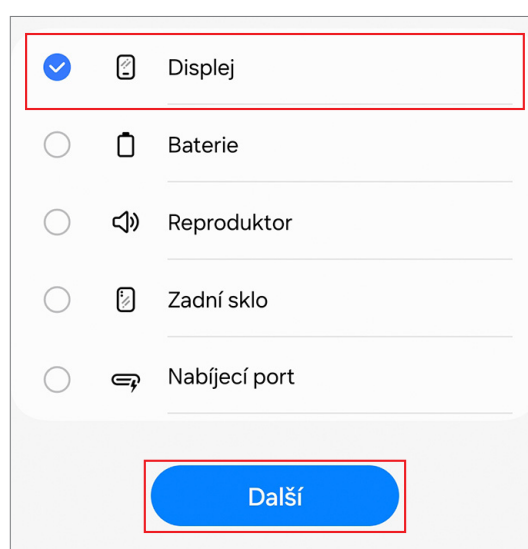 Displej
Baterie
Reproduktor
Zadní sklo
Nabíjecí port
Další